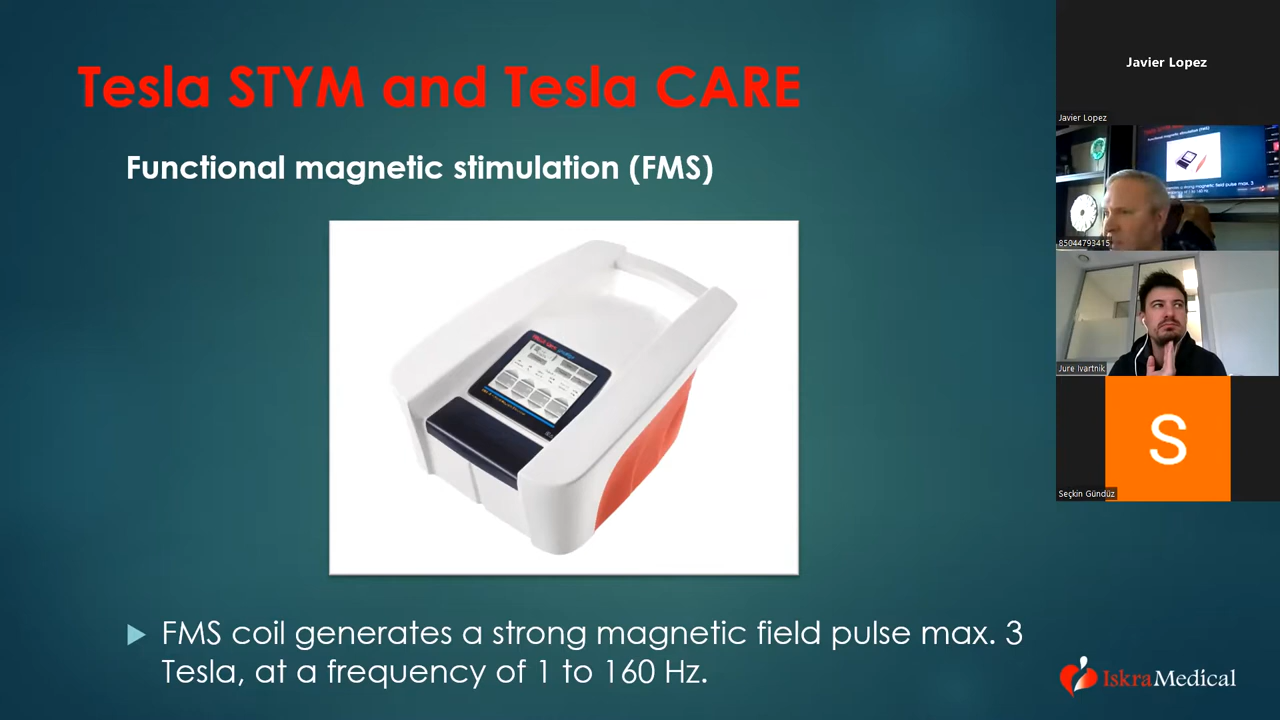 Tesla STYM and Tesla CARE
Functional magnetic stimulation (FMS)
FMS coil generates a strong magnetic field pulse max. 3
Tesla, at a frequency of 1 to 160 Hz.
IskraMedical
Javier Lopez
Javier Lopez
85044793415
Jure Ivartnik
S
Seçkin Gündüz